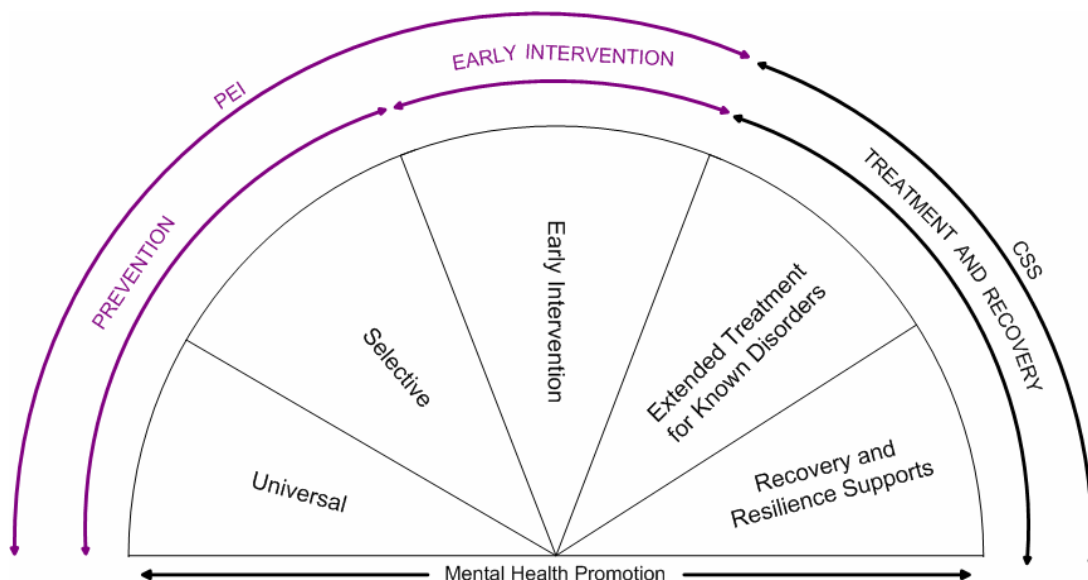 PEI
EARLY INTERVENTION
PREVENTION
TREATMENT AND RECOVERY
CSS
Universal
Selective
Early Intervention
Extended Treatment
for Known Disorders
Recovery and
Resilience Supports
Mental Health Promotion